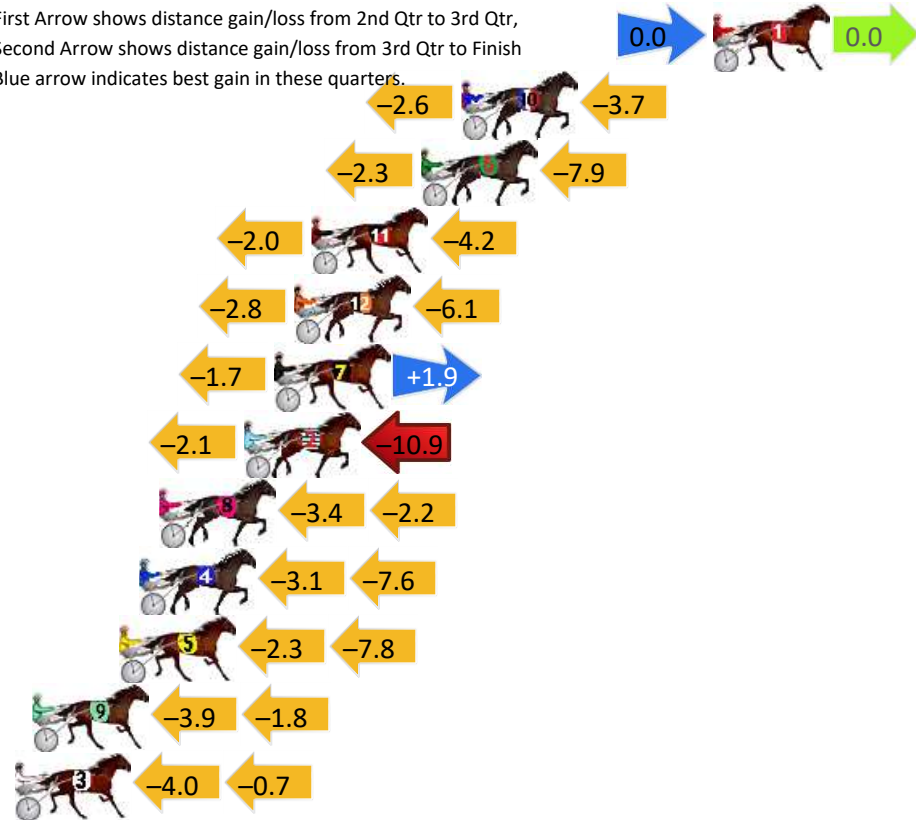 First Arrow shows distance gain/loss from 2nd Qtr to 3rd Qtr,
Second Arrow shows distance gain/loss from 3rd Qtr to Finish
Blue arrow indicates best gain in these quarters.
0.0 1 0.0
−2.6 10 −3.7
−2.3 6 −7.9
−2.0 11 −4.2
−2.8 12 −6.1
−1.7 7 +1.9
−2.1 2 −10.9
8 −3.4 −2.2
4 −3.1 −7.6
5 −2.3 −7.8
9 −3.9 −1.8
3 −4.0 −0.7